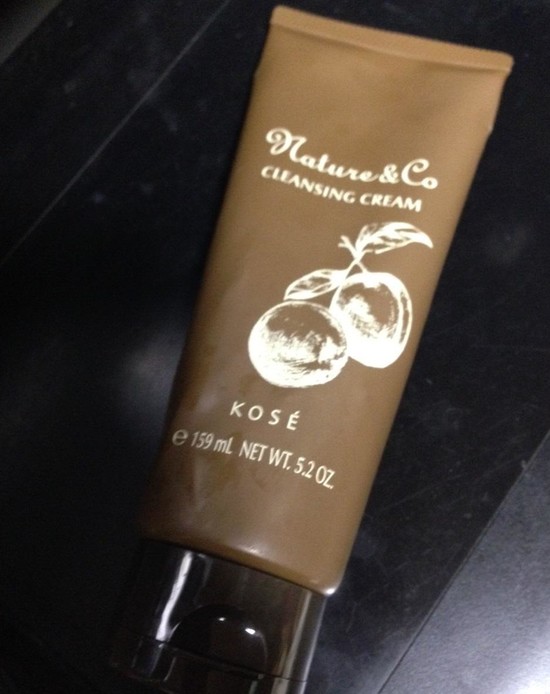 Nature & Co
CLEANSING CREAM
KOSÉ
℮ 159 mL NET WT. 5.2 OZ.